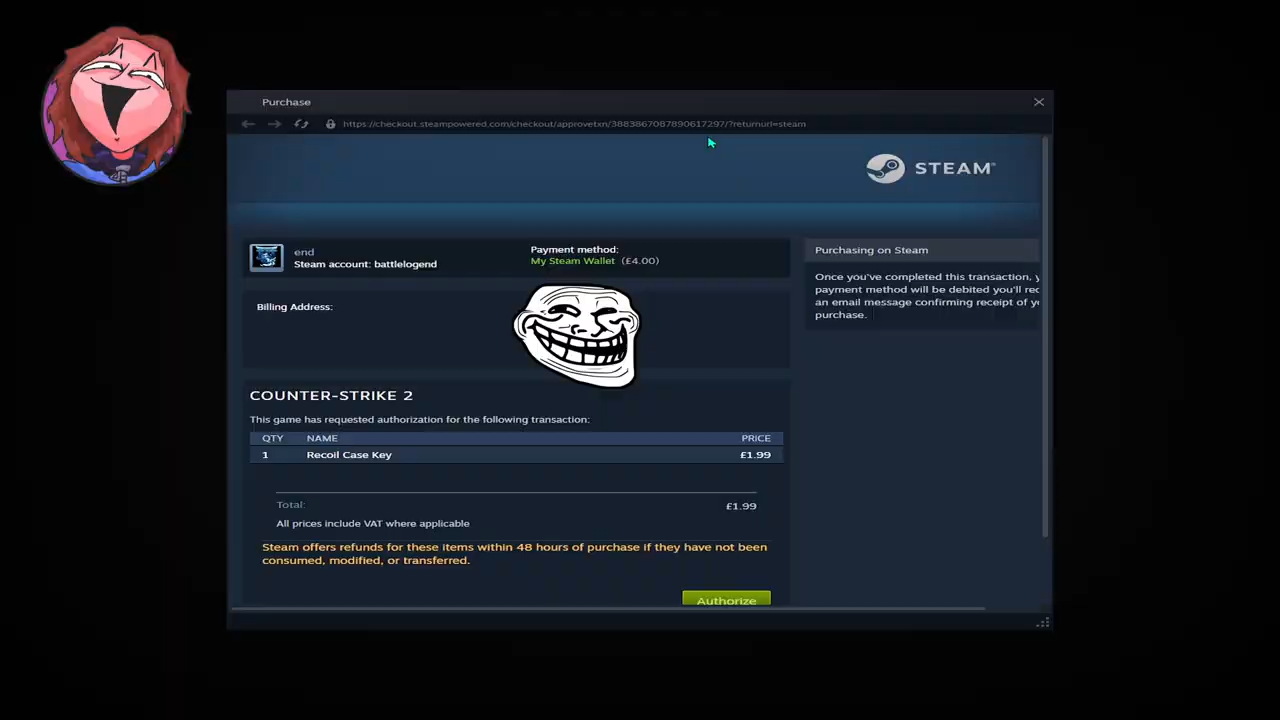 Purchase
https://checkout.steampowered.com/checkout/approvetxn/3883867087890617297/?returnurl=steam
STEAM®
end
Steam account: battlelogend
Payment method:
My Steam Wallet (£4.00)
Purchasing on Steam
Once you've completed this transaction, y
payment method will be debited you'll rec
an email message confirming receipt of yo
purchase.
Billing Address:
COUNTER-STRIKE 2
This game has requested authorization for the following transaction:
QTY NAME PRICE
1 Recoil Case Key £1.99
Total: £1.99
All prices include VAT where applicable
Steam offers refunds for these items within 48 hours of purchase if they have not been
consumed, modified, or transferred.
Authorize